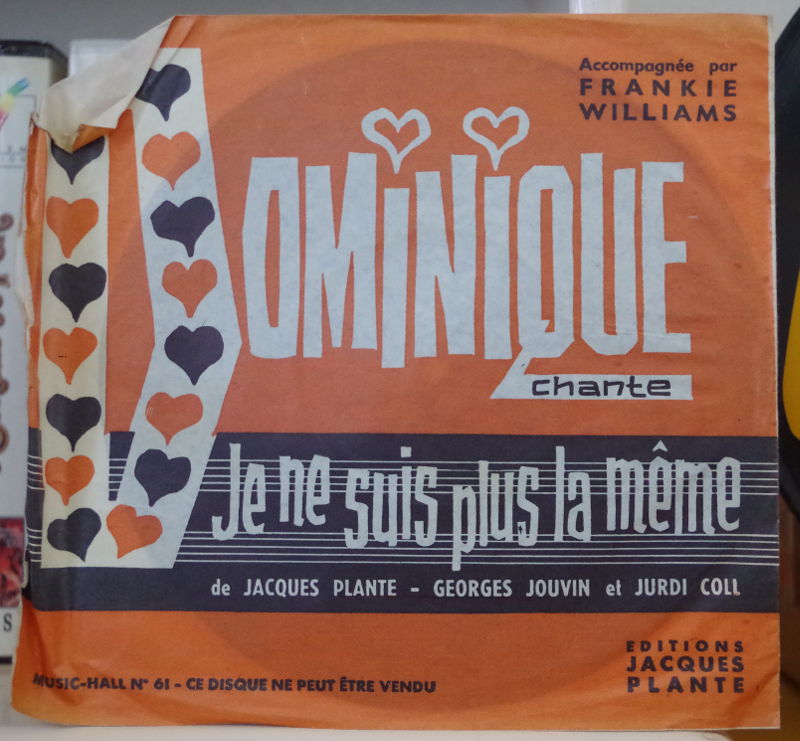 Accompagnée par
FRANKIE
WILLIAMS
DOMINIQUE
chante
Je ne suis plus la même
de JACQUES PLANTE - GEORGES JOUVIN et JURDI COLL
EDITIONS
JACQUES
PLANTE
MUSIC-HALL N° 61 - CE DISQUE NE PEUT ÊTRE VENDU